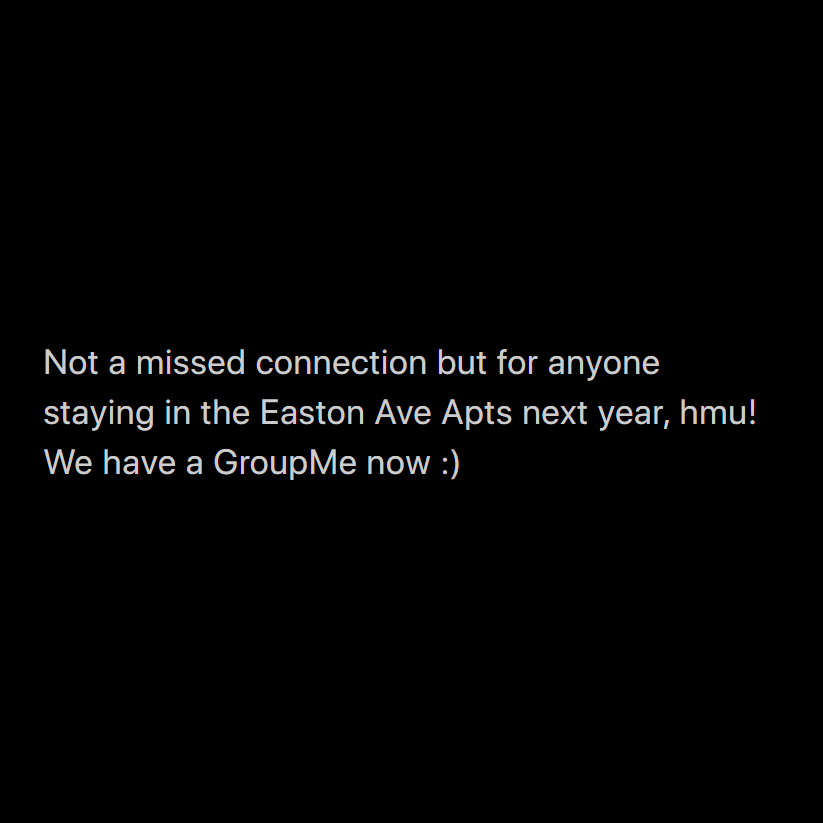 Not a missed connection but for anyone
staying in the Easton Ave Apts next year, hmu!
We have a GroupMe now :)